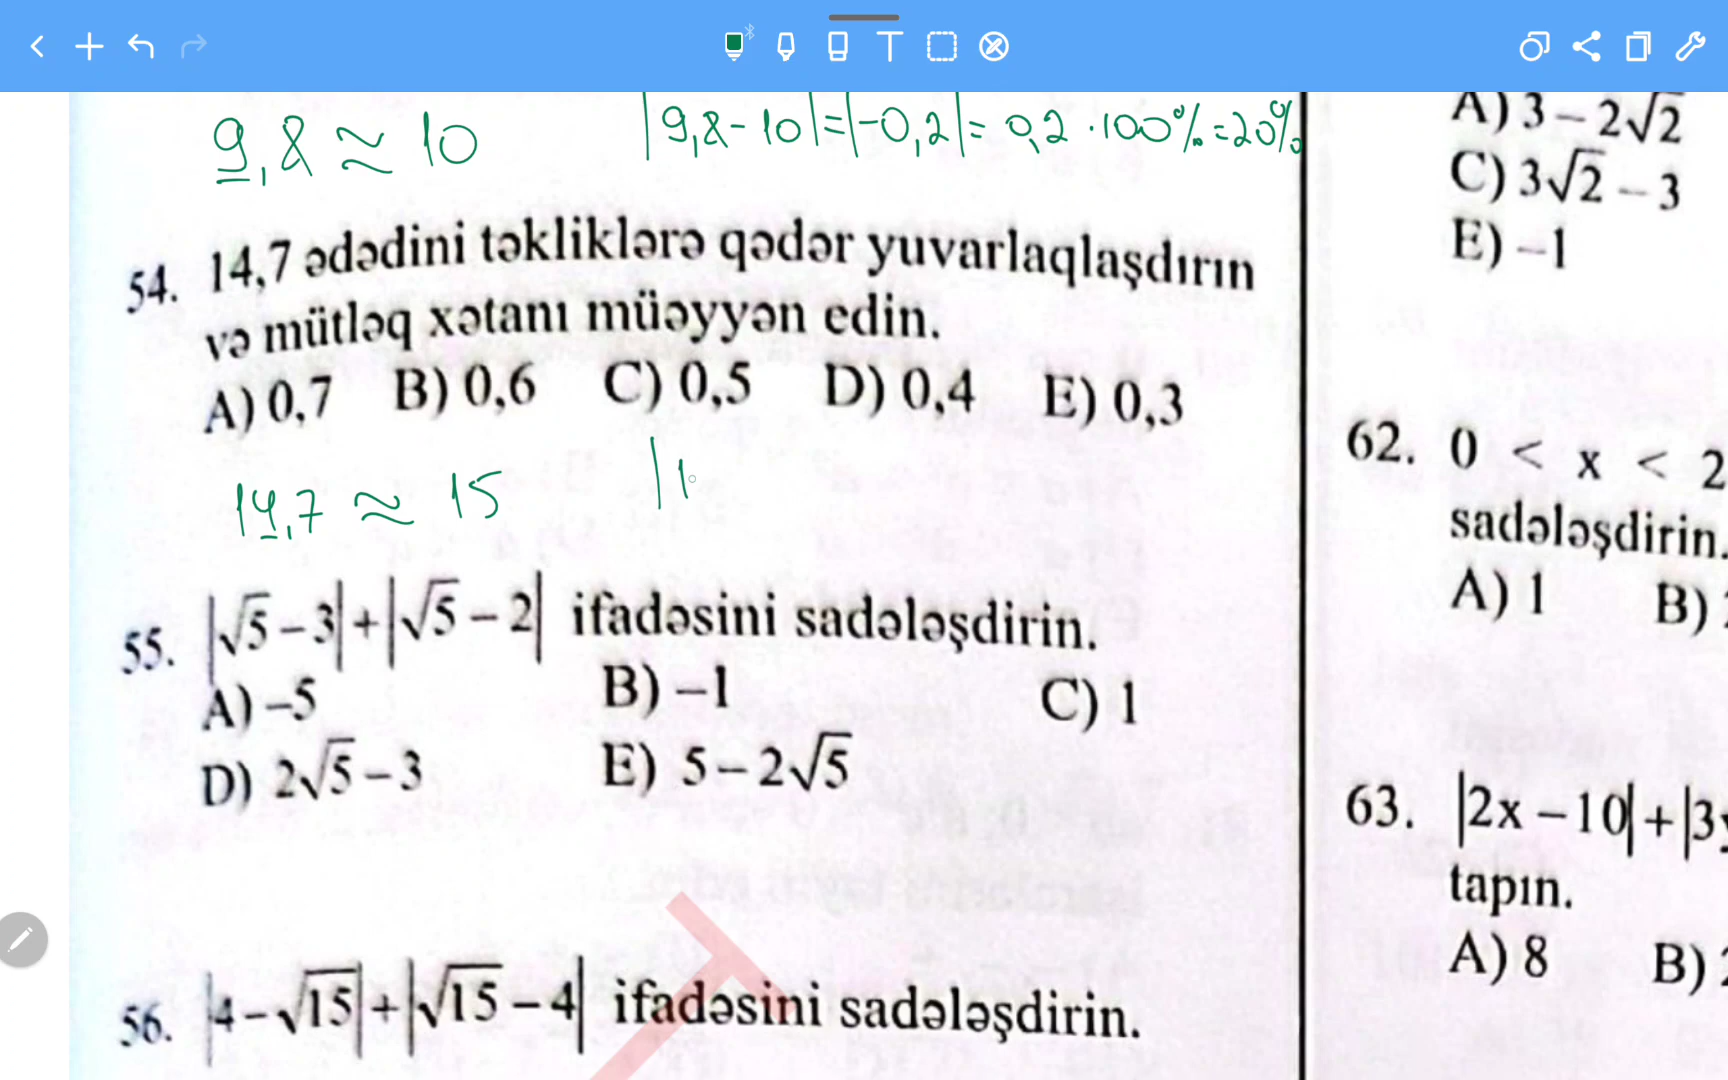 9,8 ≈ 10 |9,8 - 10| = |-0,2| = 0,2 · 100% = 20%
54. 14,7 ədədini təkliklərə qədər yuvarlaqlaşdırın
və mütləq xətanı müəyyən edin.
A) 0,7 B) 0,6 C) 0,5 D) 0,4 E) 0,3
14,7 ≈ 15 |1
55. |√5 – 3| + |√5 – 2| ifadəsini sadələşdirin.
A) –5 B) –1 C) 1
D) 2√5 – 3 E) 5 – 2√5
56. |4 – √15| + |√15 – 4| ifadəsini sadələşdirin.
A) 3 – 2√2
C) 3√2 – 3
E) –1
62. 0 < x < 2
sadələşdirin.
A) 1 B)
63. |2x – 10| + |3
tapın.
A) 8 B)